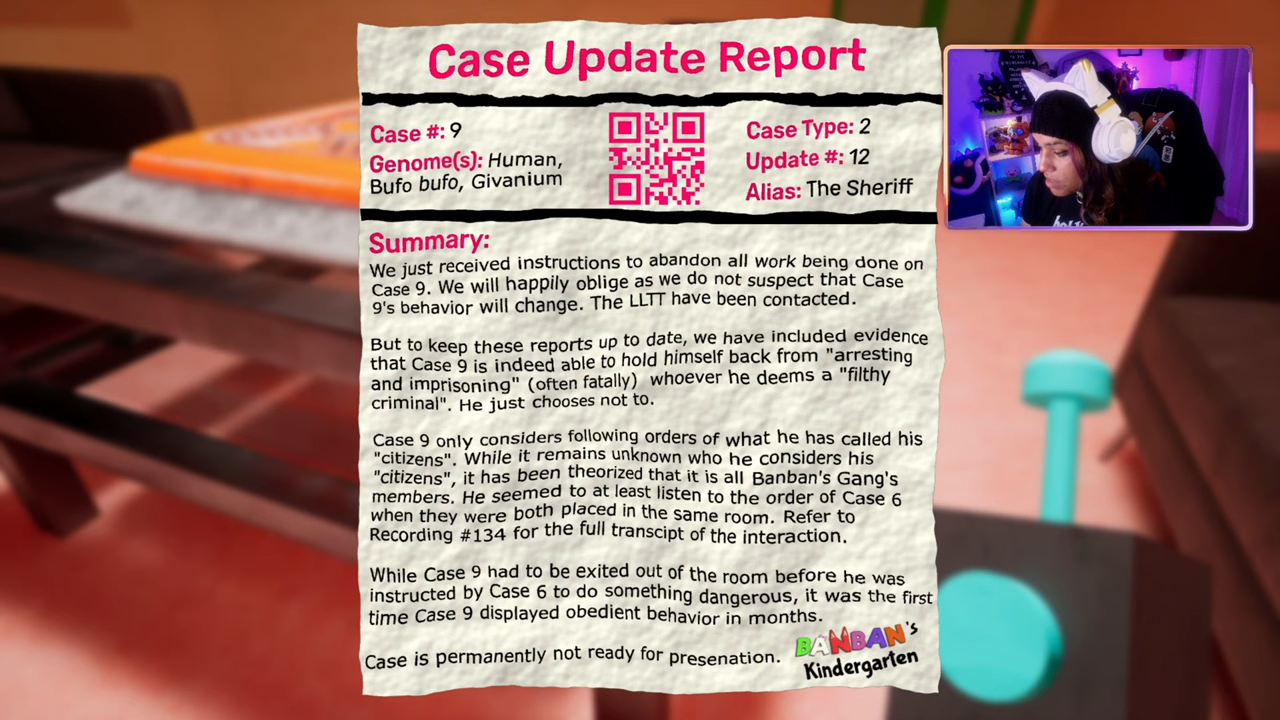 Case Update Report
Case #: 9
Genome(s): Human,
Bufo bufo, Givanium
Case Type: 2
Update #: 12
Alias: The Sheriff
Summary:
We just received instructions to abandon all work being done on
Case 9. We will happily oblige as we do not suspect that Case
9's behavior will change. The LLTT have been contacted.
But to keep these reports up to date, we have included evidence
that Case 9 is indeed able to hold himself back from "arresting
and imprisoning" (often fatally) whoever he deems a "filthy
criminal". He just chooses not to.
Case 9 only considers following orders of what he has called his
"citizens". While it remains unknown who he considers his
"citizens", it has been theorized that it is all Banban's Gang's
members. He seemed to at least listen to the order of Case 6
when they were both placed in the same room. Refer to
Recording #134 for the full transcipt of the interaction.
While Case 9 had to be exited out of the room before he was
instructed by Case 6 to do something dangerous, it was the first
time Case 9 displayed obedient behavior in months.
Case is permanently not ready for presenation.
BANBAN's
Kindergarten